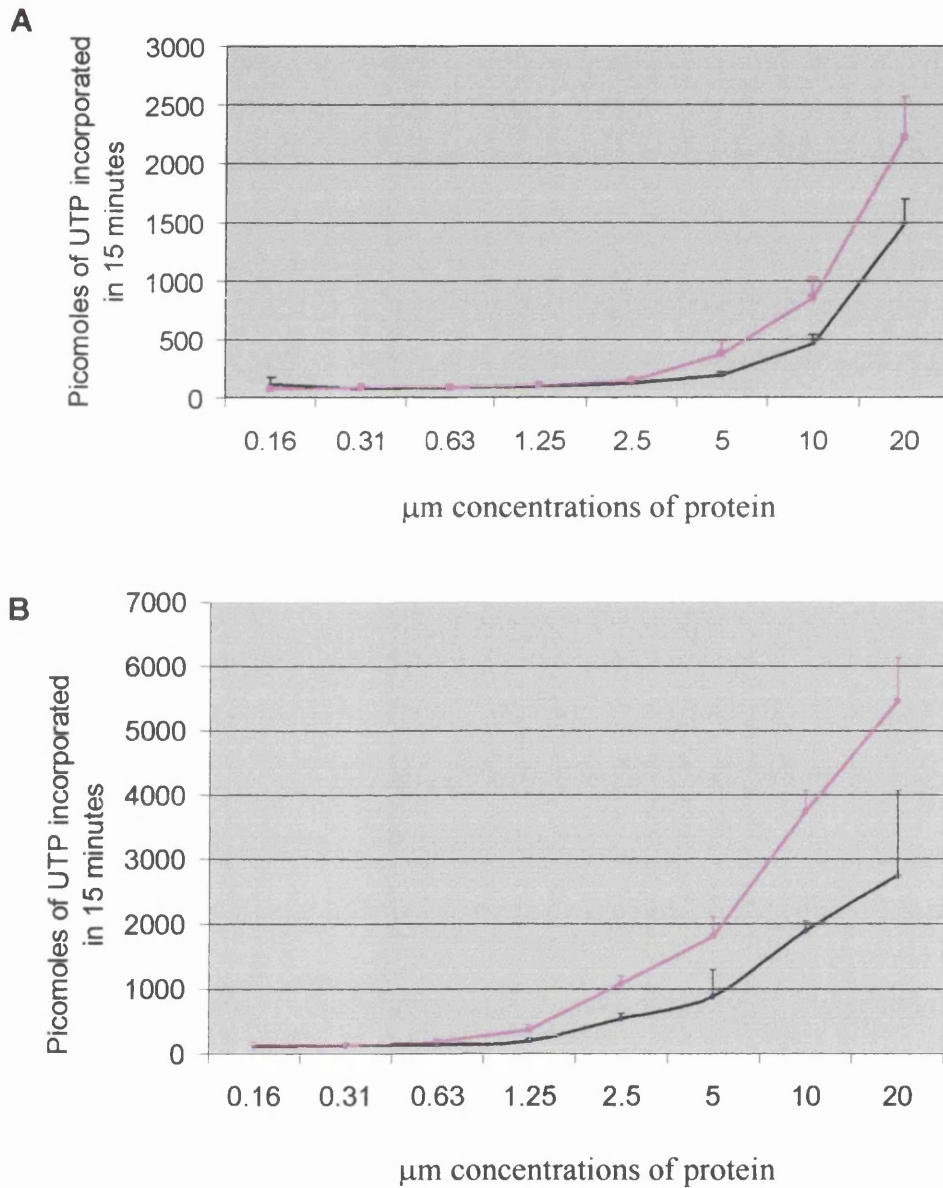 A
Picomoles of UTP incorporated
in 15 minutes
3000
2500
2000
1500
1000
500
0
0.16 0.31 0.63 1.25 2.5 5 10 20
μm concentrations of protein
B
Picomoles of UTP incorporated
in 15 minutes
7000
6000
5000
4000
3000
2000
1000
0
0.16 0.31 0.63 1.25 2.5 5 10 20
μm concentrations of protein